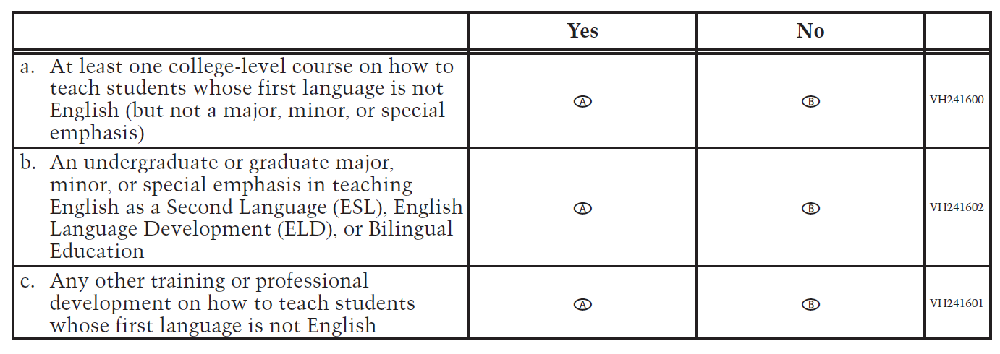 Yes No
a. At least one college-level course on how to
teach students whose first language is not
English (but not a major, minor, or special
emphasis)
A B VH241600
b. An undergraduate or graduate major,
minor, or special emphasis in teaching
English as a Second Language (ESL), English
Language Development (ELD), or Bilingual
Education
A B VH241602
c. Any other training or professional
development on how to teach students
whose first language is not English
A B VH241601